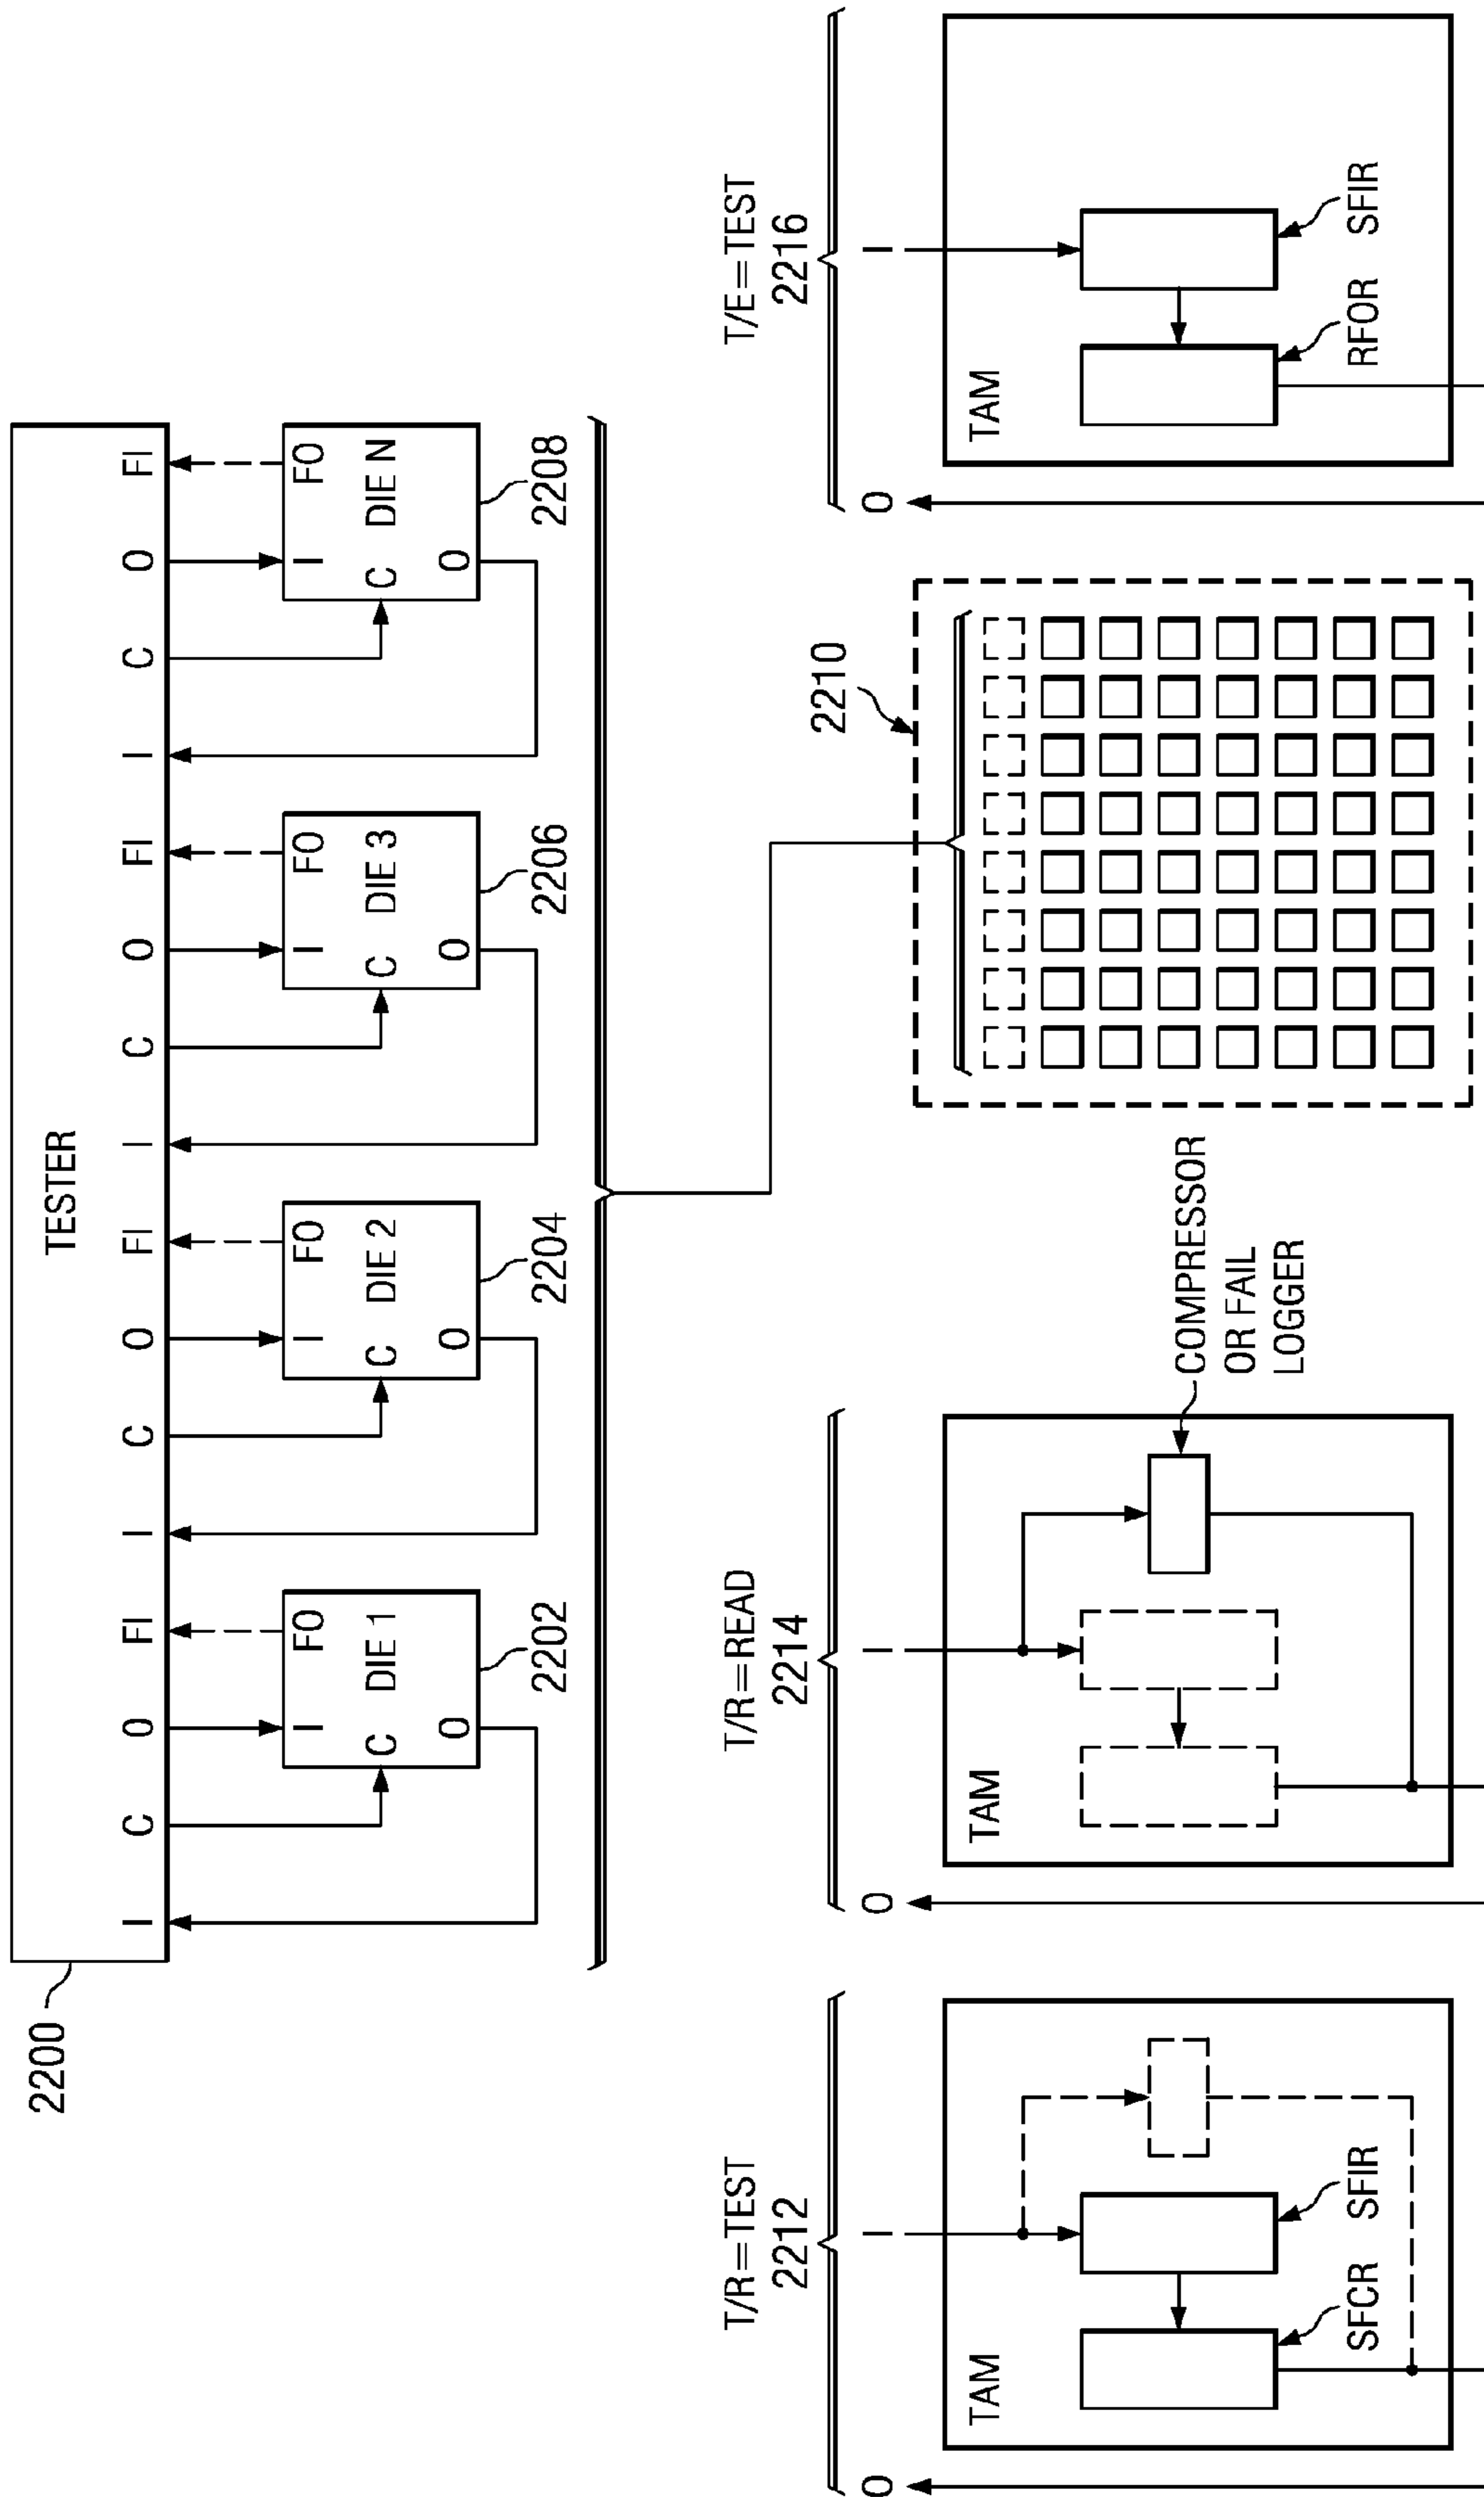 2200
TESTER
I C O FI I C O FI I C O FI I C O FI
I FO
C DIE 1
O
2202
I FO
C DIE 2
O
2204
I FO
C DIE 3
O
2206
I FO
C DIE N
O
2208
T/R=TEST
2212
O I
TAM
SFCR SFIR
T/R=READ
2214
O I
TAM
COMPRESSOR
OR FAIL
LOGGER
2210
T/E=TEST
2216
O I
TAM
RFOR SFIR